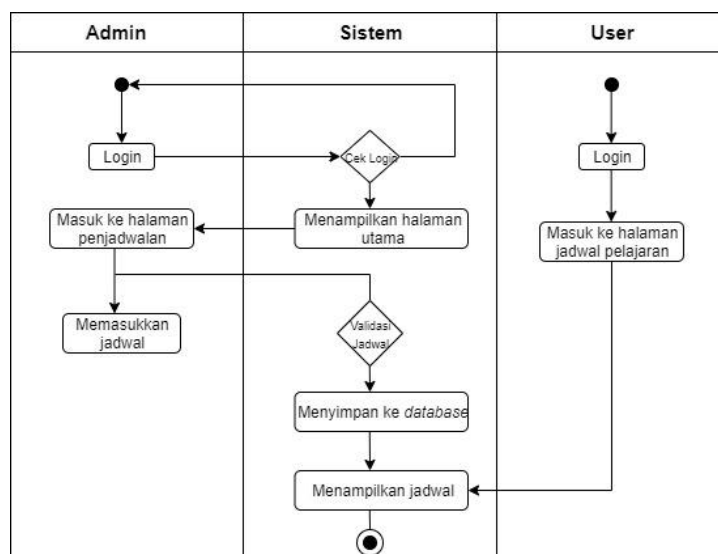 Admin
Sistem
User
Login
Cek Login
Login
Masuk ke halaman
penjadwalan
Menampilkan halaman
utama
Masuk ke halaman
jadwal pelajaran
Memasukkan
jadwal
Validasi
Jadwal
Menyimpan ke database
Menampilkan jadwal